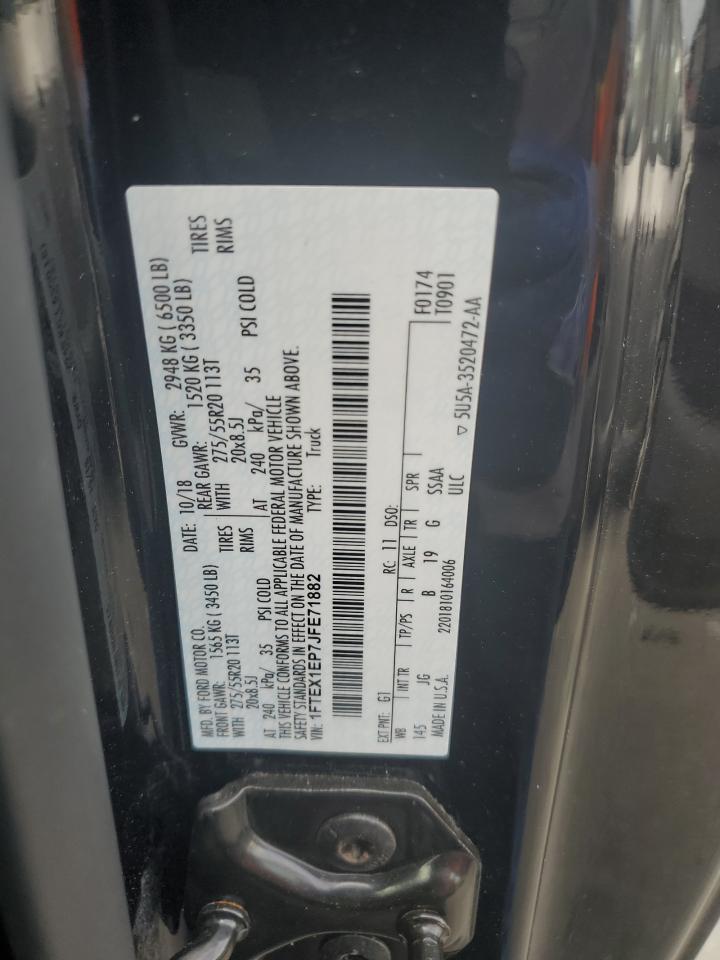 MFD. BY FORD MOTOR CO.
DATE: 10/18 GVWR: 2948 KG ( 6500 LB)
FRONT GAWR: 1565 KG ( 3450 LB) REAR GAWR: 1520 KG ( 3350 LB)
WITH 275/55R20 113T TIRES WITH 275/55R20 113T TIRES
20x8.5J RIMS 20x8.5J RIMS
AT 240 kPa/ 35 PSI COLD AT 240 kPa/ 35 PSI COLD
THIS VEHICLE CONFORMS TO ALL APPLICABLE FEDERAL MOTOR VEHICLE
SAFETY STANDARDS IN EFFECT ON THE DATE OF MANUFACTURE SHOWN ABOVE.
VIN: 1FTEX1EP7JFE71882 TYPE: Truck
EXT PNT: G1 RC: 11 DSO: F0174
WB INT TR TP/PS R AXLE TR SPR T0901
145 JG B 19 G SSAA
MADE IN U.S.A. 2201810164006 ULC
▽ 5U5A-3520472-AA